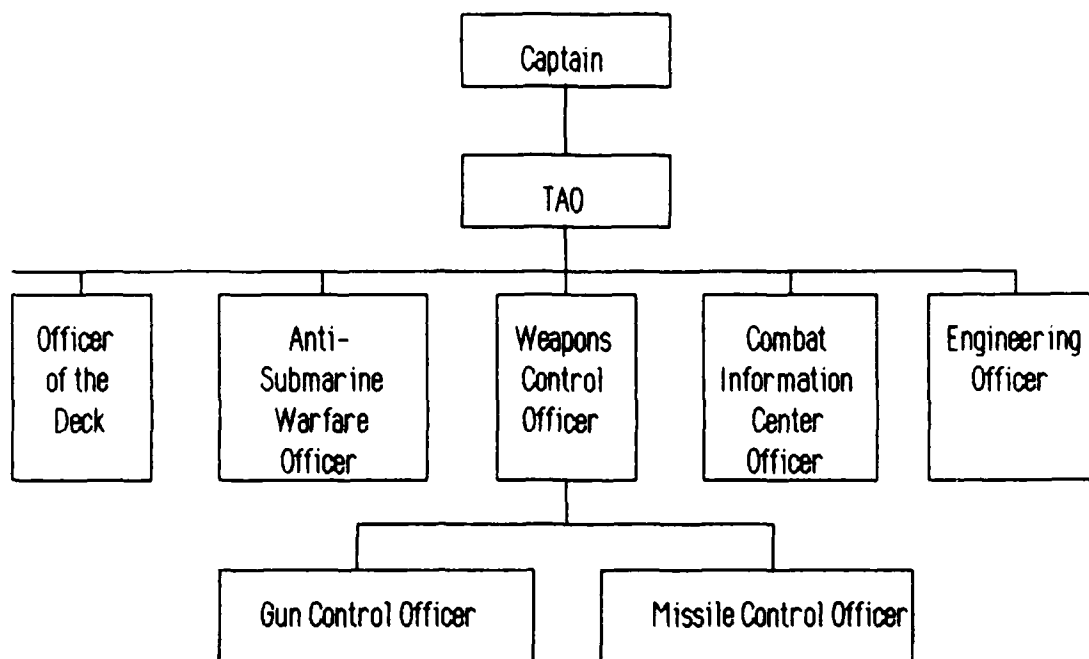 Captain
TAO
Officer
of the
Deck
Anti-
Submarine
Warfare
Officer
Weapons
Control
Officer
Combat
Information
Center
Officer
Engineering
Officer
Gun Control Officer
Missile Control Officer